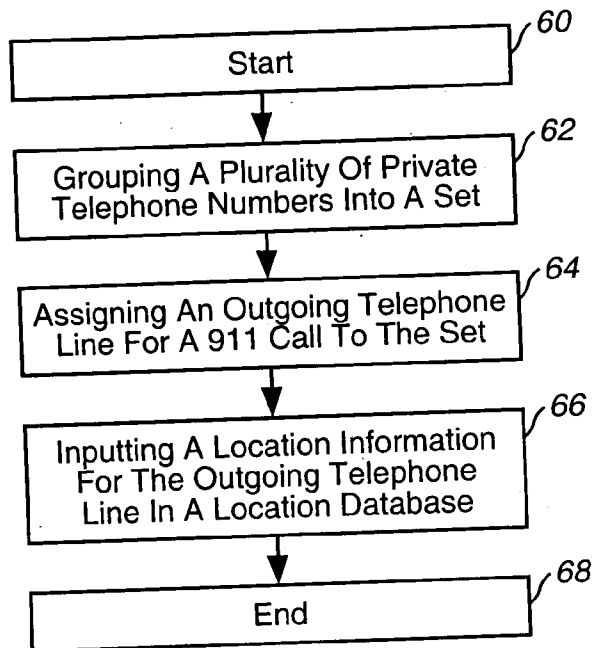 60
Start
62
Grouping A Plurality Of Private
Telephone Numbers Into A Set
64
Assigning An Outgoing Telephone
Line For A 911 Call To The Set
66
Inputting A Location Information
For The Outgoing Telephone
Line In A Location Database
68
End